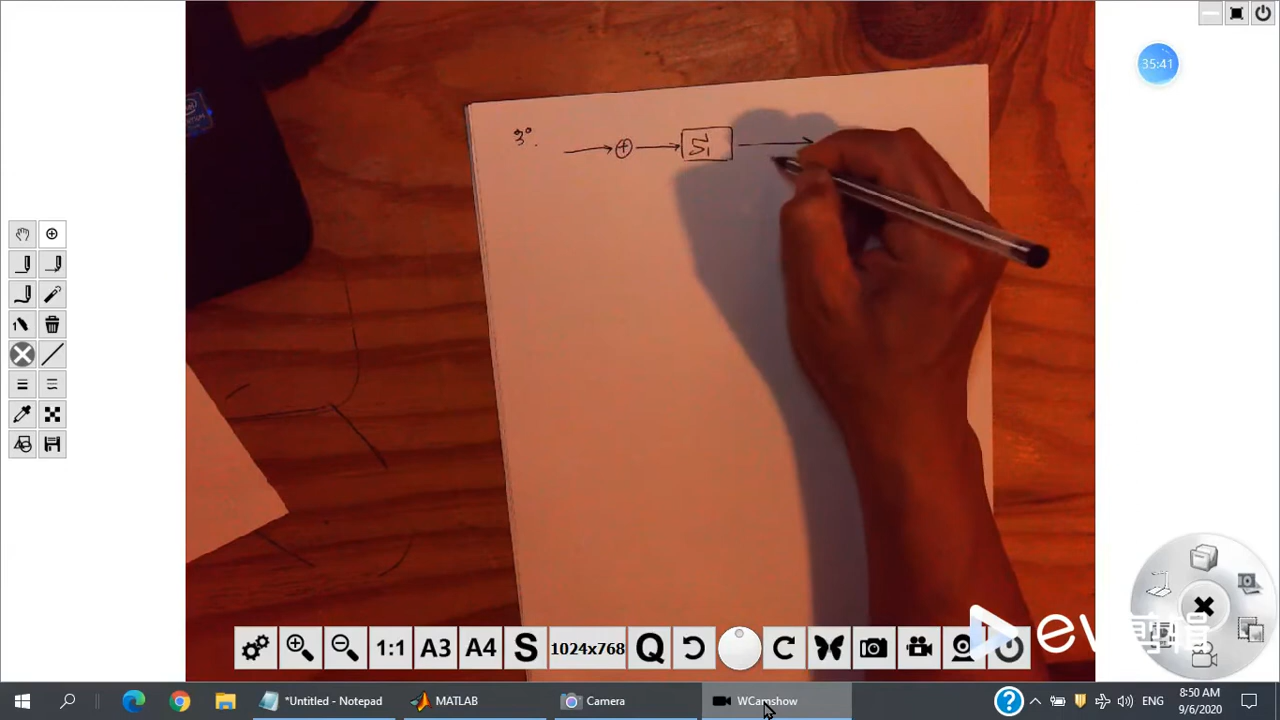 35:41
3º.
+
S₁
1:1
A3
A4
S
1024x768
Q
*Untitled - Notepad
MATLAB
Camera
WCamshow
ENG
8:50 AM
9/6/2020